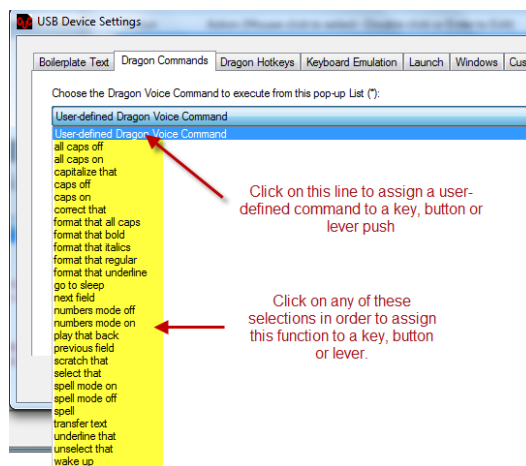 USB Device Settings
Boilerplate Text Dragon Commands Dragon Hotkeys Keyboard Emulation Launch Windows Cus
Choose the Dragon Voice Command to execute from this pop-up List (*):
User-defined Dragon Voice Command
User-defined Dragon Voice Command
all caps off
all caps on
capitalize that
caps off
caps on
correct that
format that all caps
format that bold
format that italics
format that regular
format that underline
go to sleep
next field
numbers mode off
numbers mode on
play that back
previous field
scratch that
select that
spell mode on
spell mode off
spell
transfer text
underline that
unselect that
wake up
Click on this line to assign a user-
defined command to a key, button or
lever push
Click on any of these
selections in order to assign
this function to a key, button
or lever.